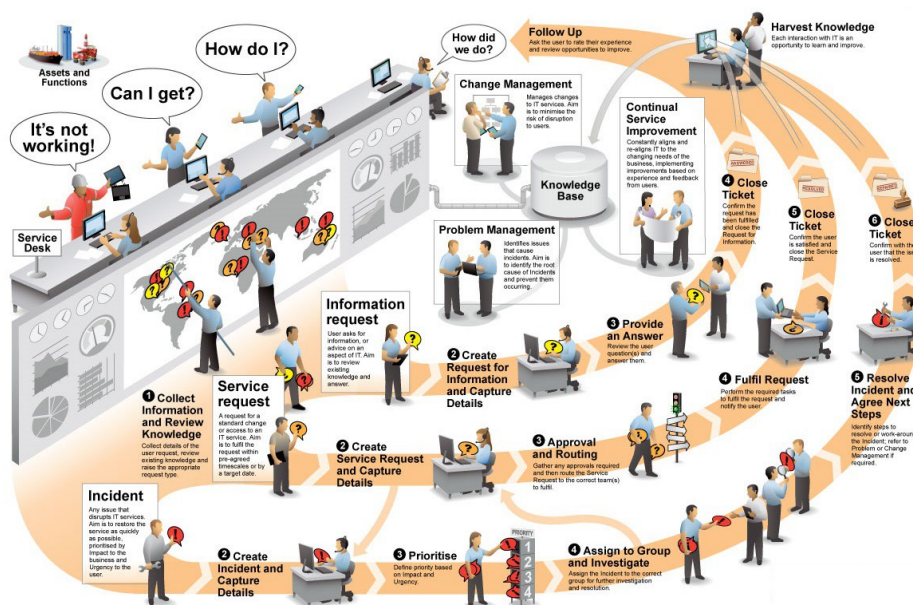 Assets and
Functions
It's not
working!
Can I get?
How do I?
How did
we do?
Follow Up
Ask the user to rate their experience
and review opportunities to improve.
Harvest Knowledge
Each interaction with IT is an
opportunity to learn and improve.
Change Management
Manages changes
to IT services. Aim
is to minimise the
risk of disruption
to users.
Continual
Service
Improvement
Constantly aligns and
re-aligns IT to the
changing needs of the
business, implementing
improvements based on
experience and feedback
from users.
Knowledge
Base
Problem Management
Identifies issues
that cause
incidents. Aim is
to identify the root
cause of Incidents
and prevent them
occurring.
Service
Desk
1 Collect
Information
and Review
Knowledge
Collect details of the
user request, review
existing knowledge and
raise the appropriate
request type.
Information
request
User asks for
information, or
advice on an
aspect of IT. Aim
is to review
existing
knowledge and
answer.
2 Create
Request for
Information
and Capture
Details
3 Provide
an Answer
Review the user
question(s) and
answer them.
ANSWERED
4 Close
Ticket
Confirm the
request has
been fulfilled
and close the
Request for
Information.
Service
request
A request for a
standard change
or access to an
IT service. Aim
is to fulfil the
request within
pre-agreed
timescales or by
a target date.
2 Create
Service Request
and Capture
Details
3 Approval
and Routing
Gather any approvals required
and then route the Service
Request to the correct team(s)
to fulfil.
4 Fulfil Request
Perform the required tasks
to fulfil the request and
notify the user.
RESOLVED
5 Close
Ticket
Confirm the user
is satisfied and
close the Service
Request.
Incident
Any issue that
disrupts IT services.
Aim is to restore the
service as quickly
as possible,
prioritised by
Impact to the
business and
Urgency to the
user.
2 Create
Incident and
Capture
Details
3 Prioritise
Define priority based
on Impact and
Urgency.
PRIORITY
1
2
3
4
4 Assign to Group
and Investigate
Assign the Incident to the correct
group for further investigation
and resolution.
5 Resolve
Incident and
Agree Next
Steps
Identify steps to
resolve or work-around
the Incident; refer to
Problem or Change
Management if
required.
6 Close
Ticket
Confirm with the
user that the iss
is resolved.